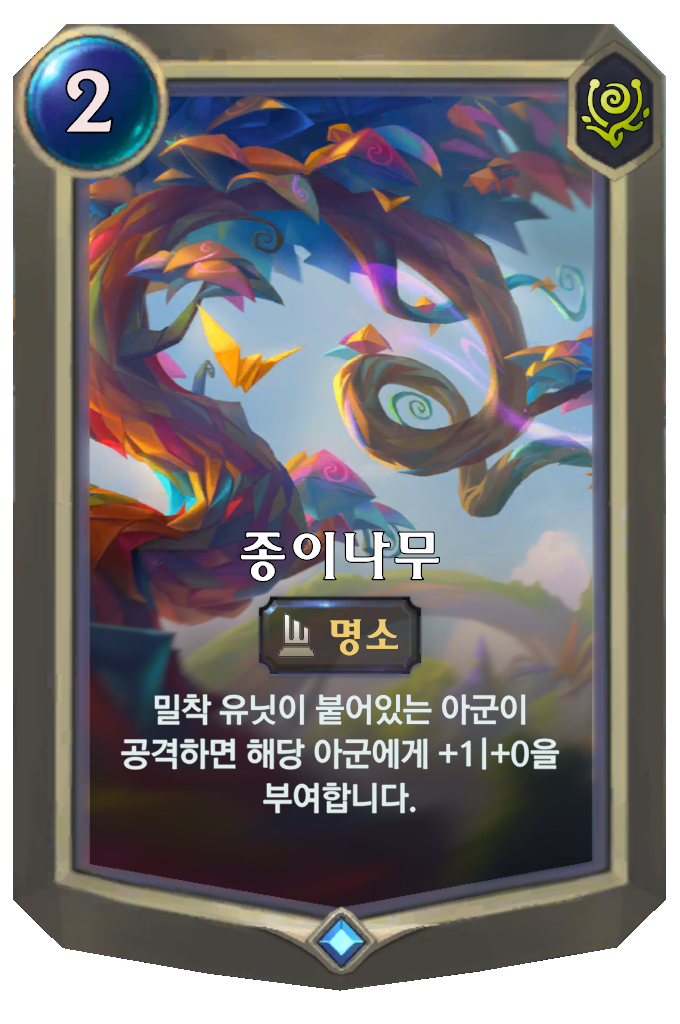 2
종이나무
명소
밀착 유닛이 붙어있는 아군이
공격하면 해당 아군에게 +1|+0을
부여합니다.